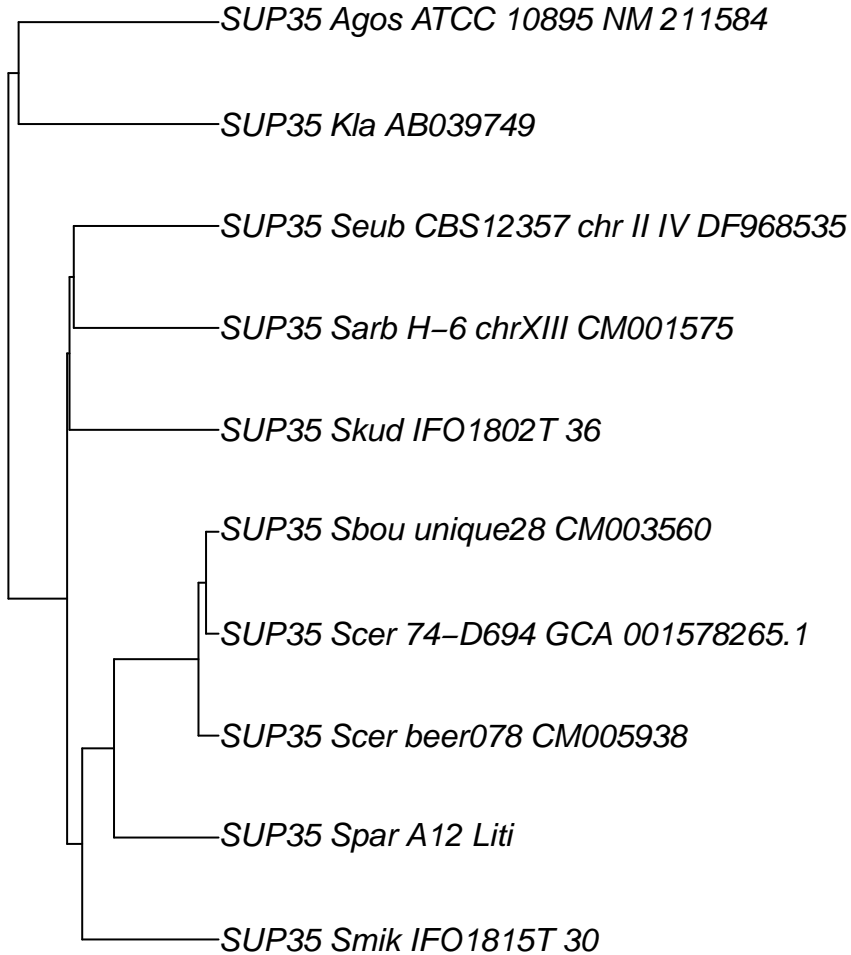 SUP35 Agos ATCC 10895 NM 211584
SUP35 Kla AB039749
SUP35 Seub CBS12357 chr II IV DF968535
SUP35 Sarb H−6 chrXIII CM001575
SUP35 Skud IFO1802T 36
SUP35 Sbou unique28 CM003560
SUP35 Scer 74−D694 GCA 001578265.1
SUP35 Scer beer078 CM005938
SUP35 Spar A12 Liti
SUP35 Smik IFO1815T 30